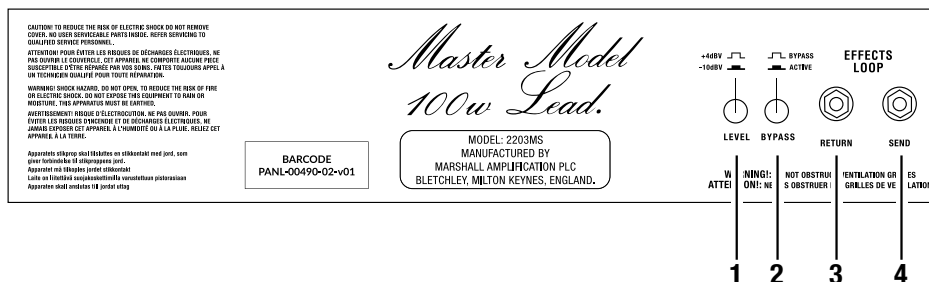 CAUTION! TO REDUCE THE RISK OF ELECTRIC SHOCK DO NOT REMOVE
COVER. NO USER SERVICEABLE PARTS INSIDE. REFER SERVICING TO
QUALIFIED SERVICE PERSONNEL.
ATTENTION! POUR ÉVITER LES RISQUES DE DÉCHARGES ÉLECTRIQUES, NE
PAS OUVRIR LE COUVERCLE, CET APPAREIL NE COMPORTE AUCUNE PIECE
SUSCEPTIBLE D'ÊTRE RÉPARÉE PAR VOS SOINS. FAITES TOUJOURS APPEL À
UN TECHNICIEN QUALIFIÉ POUR TOUTE RÉPARATION.
WARNING! SHOCK HAZARD. DO NOT OPEN. TO REDUCE THE RISK OF FIRE
OR ELECTRIC SHOCK. DO NOT EXPOSE THIS EQUIPMENT TO RAIN OR
MOISTURE. THIS APPARATUS MUST BE EARTHED.
AVERTISSEMENT! RISQUE D'ÉLECTROCUTION. NE PAS OUVRIR. POUR
ÉVITER LES RISQUES D'INCENDIE ET DE DÉCHARGES ÉLECTRIQUES, NE
JAMAIS EXPOSER CET APPAREIL À L'HUMIDITÉ OU À LA PLUIE. RELIEZ CET
APPAREIL À LA TERRE.
Apparatets stikprop skal tilsluttes en stikkontakt med jord, som
giver forbindelse til stikproppens jord.
Apparatet må tilkoples jordet stikkontakt
Laite on liitettävä suojakoskettimilla varustettuun pistorasiaan
Apparaten skall anslutas till jordat uttag
BARCODE
PANL-00490-02-v01
Master Model
100w Lead.
MODEL: 2203MS
MANUFACTURED BY
MARSHALL AMPLIFICATION PLC
BLETCHLEY, MILTON KEYNES, ENGLAND.
+4dBV
-10dBV
LEVEL
BYPASS
ACTIVE
BYPASS
EFFECTS
LOOP
RETURN
SEND
NOT
ATTE
OBSTRUER
GRILLES DE
1 2 3 4